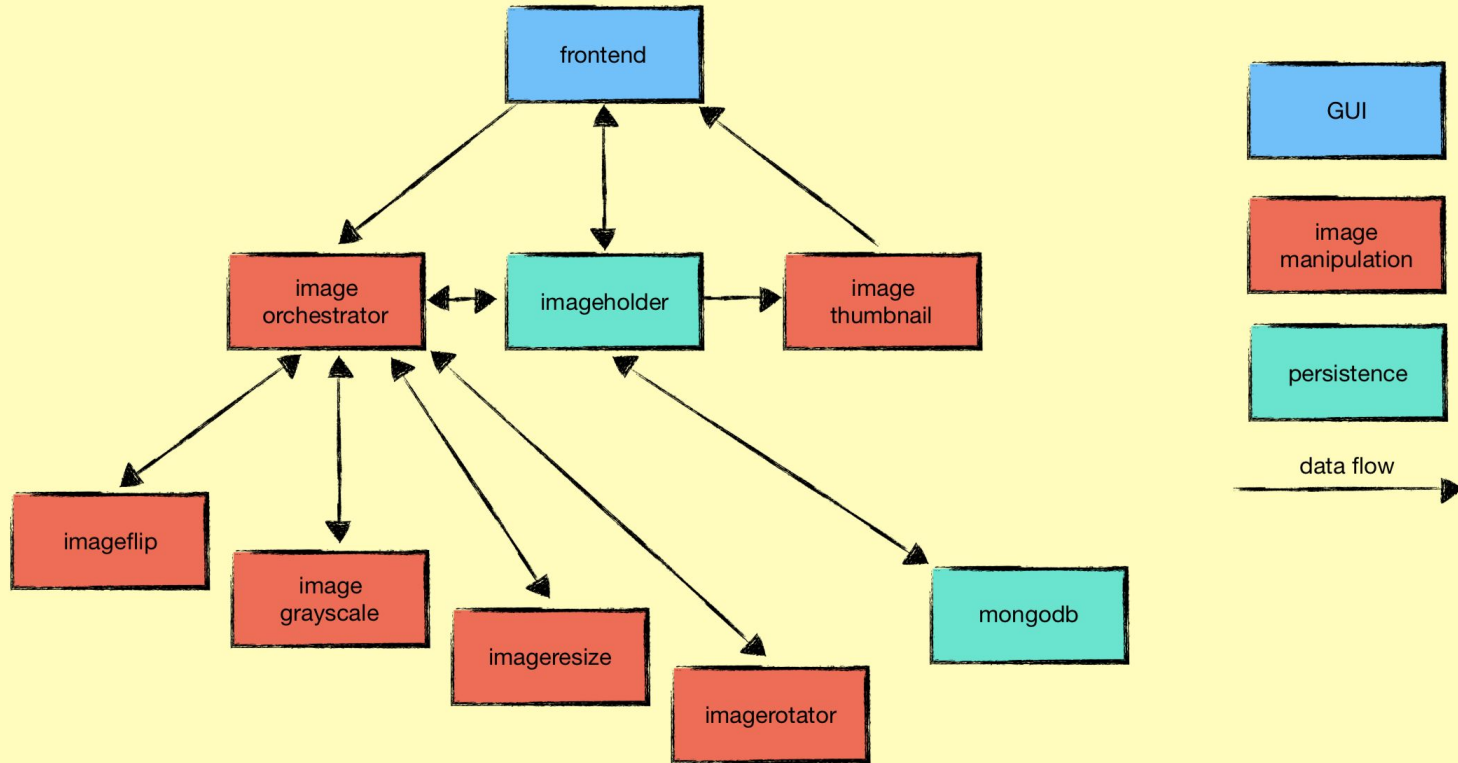 frontend
GUI
image
manipulation
image
orchestrator
imageholder
image
thumbnail
persistence
data flow
imageflip
image
grayscale
imageresize
imagerotator
mongodb